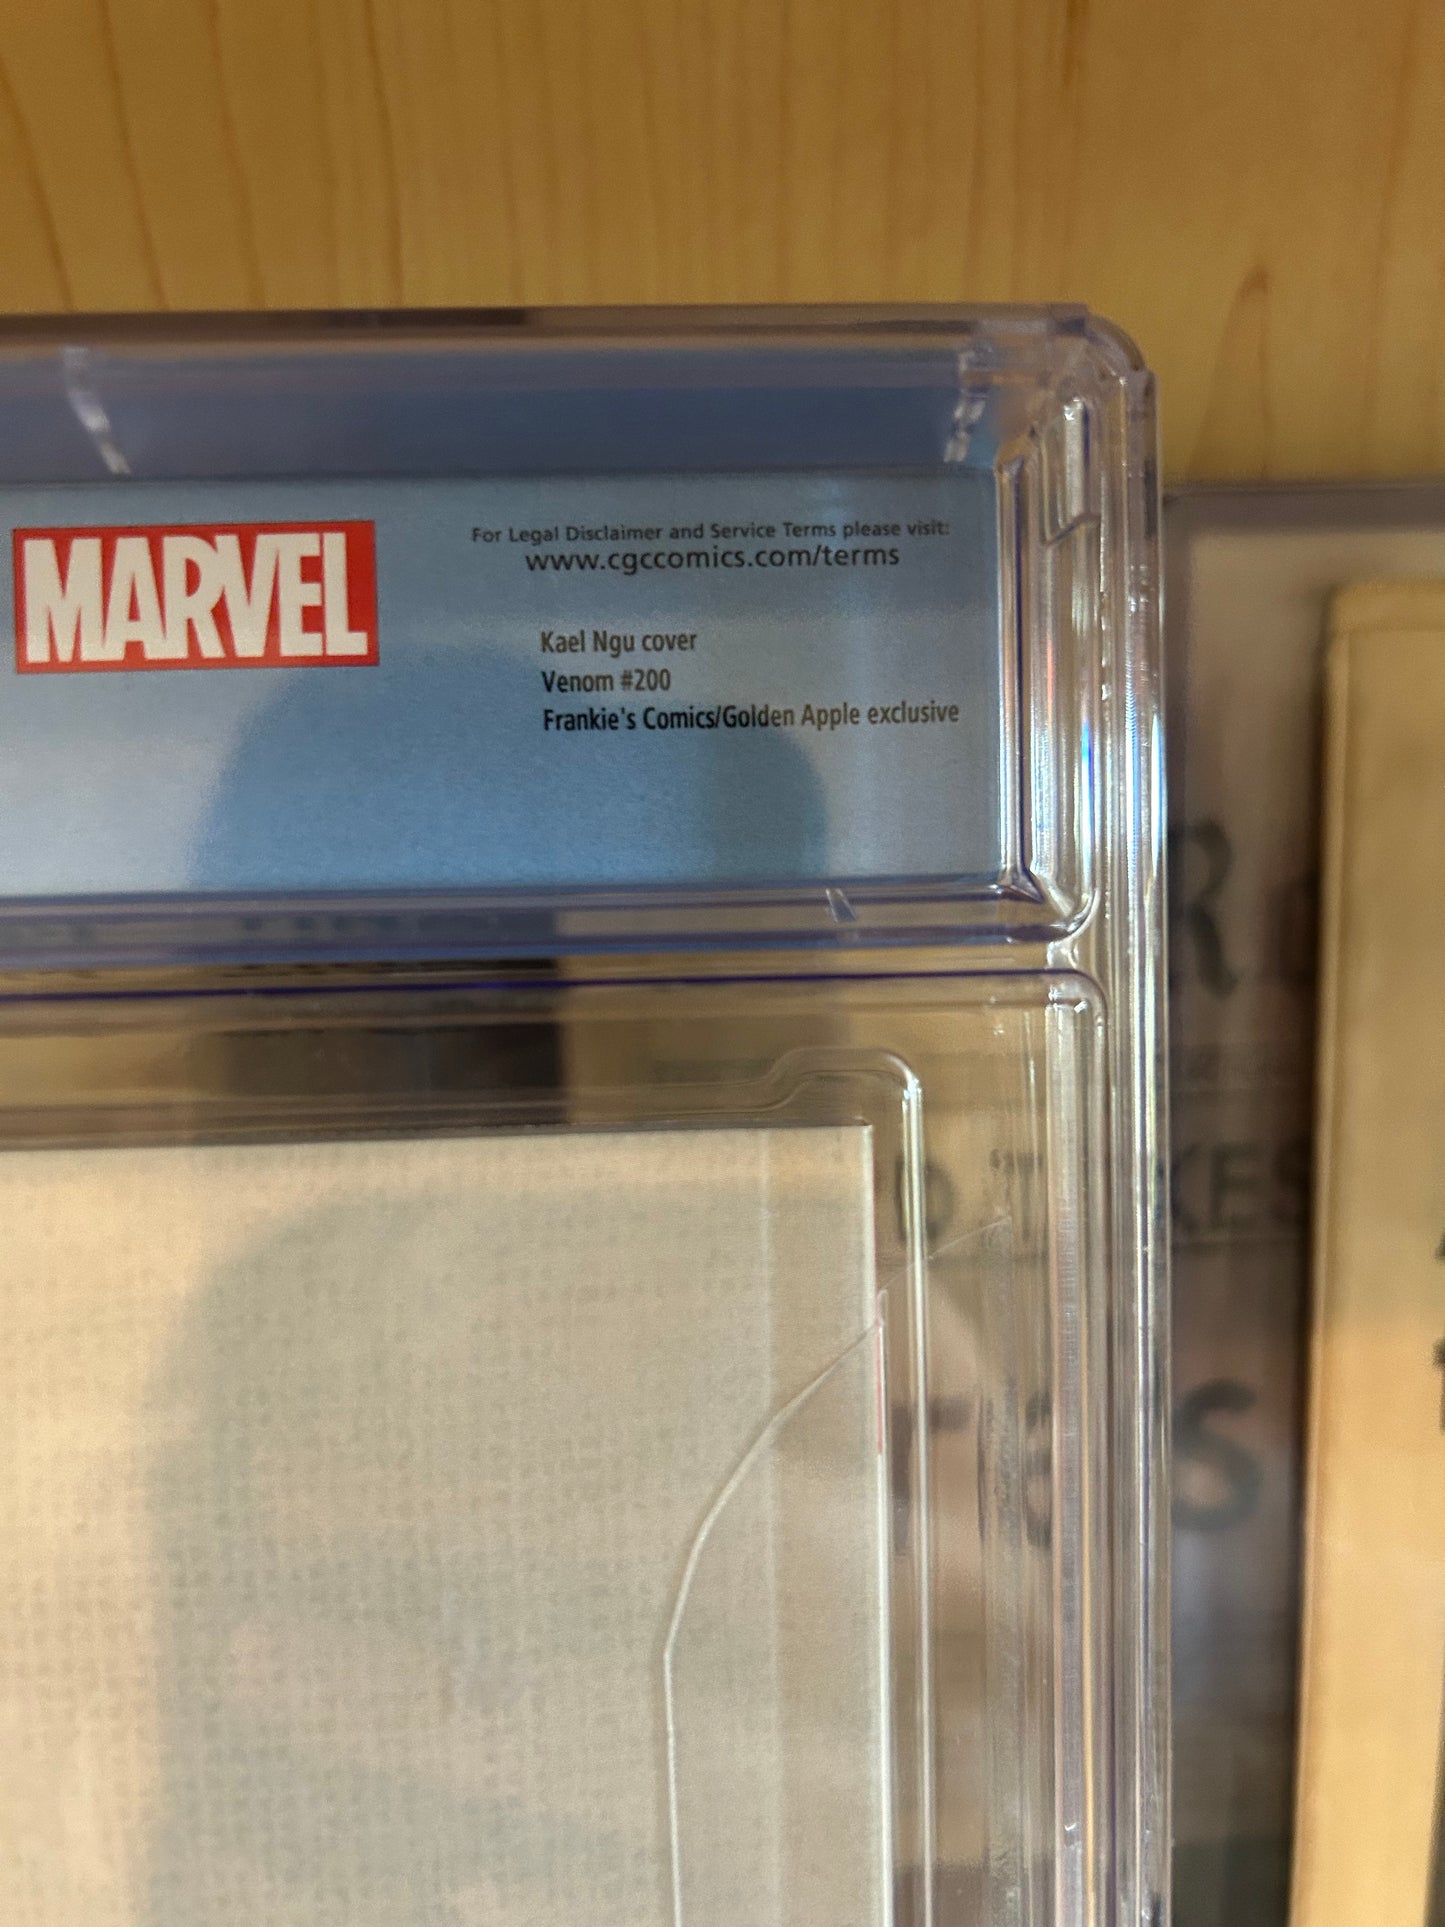 MARVEL
For Legal Disclaimer and Service Terms please visit:
www.cgccomics.com/terms
Kael Ngu cover
Venom #200
Frankie's Comics/Golden Apple exclusive